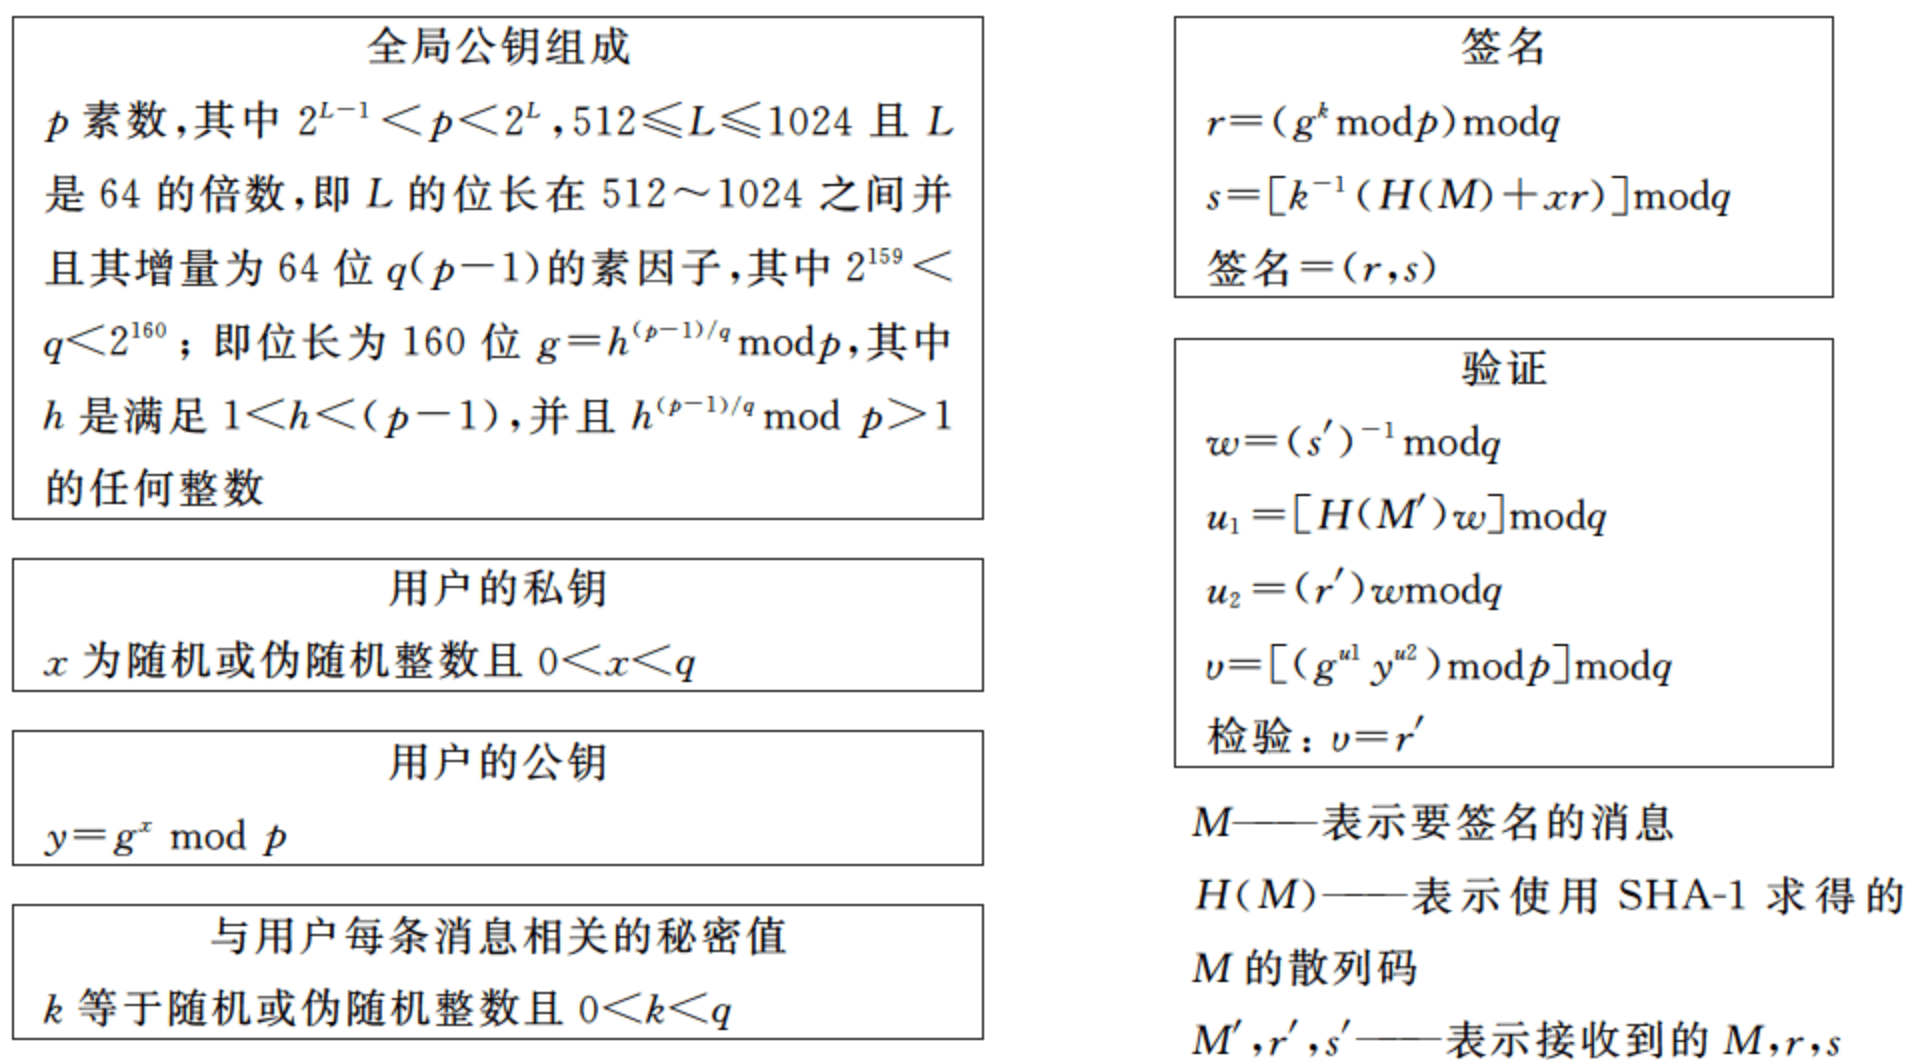 全局公钥组成
p 素数,其中 2^{L-1}<p<2^L,512≤L≤1024 且 L
是 64 的倍数,即 L 的位长在 512~1024 之间并
且其增量为 64 位 q(p-1)的素因子,其中 2^{159}<
q<2^{160};即位长为 160 位 g=h^{(p-1)/q} modp,其中
h 是满足 1<h<(p-1),并且 h^{(p-1)/q} mod p>1
的任何整数
用户的私钥
x 为随机或伪随机整数且 0<x<q
用户的公钥
y=g^x mod p
与用户每条消息相关的秘密值
k 等于随机或伪随机整数且 0<k<q
签名
r=(g^k modp)modq
s=[k^{-1}(H(M)+xr)]modq
签名=(r,s)
验证
w=(s′)^{-1}modq
u_1=[H(M′)w]modq
u_2=(r′)wmodq
υ=[(g^{u1} y^{u2})modp]modq
检验:υ=r′
M——表示要签名的消息
H(M)——表示使用 SHA-1 求得的
M 的散列码
M′,r′,s′——表示接收到的 M,r,s